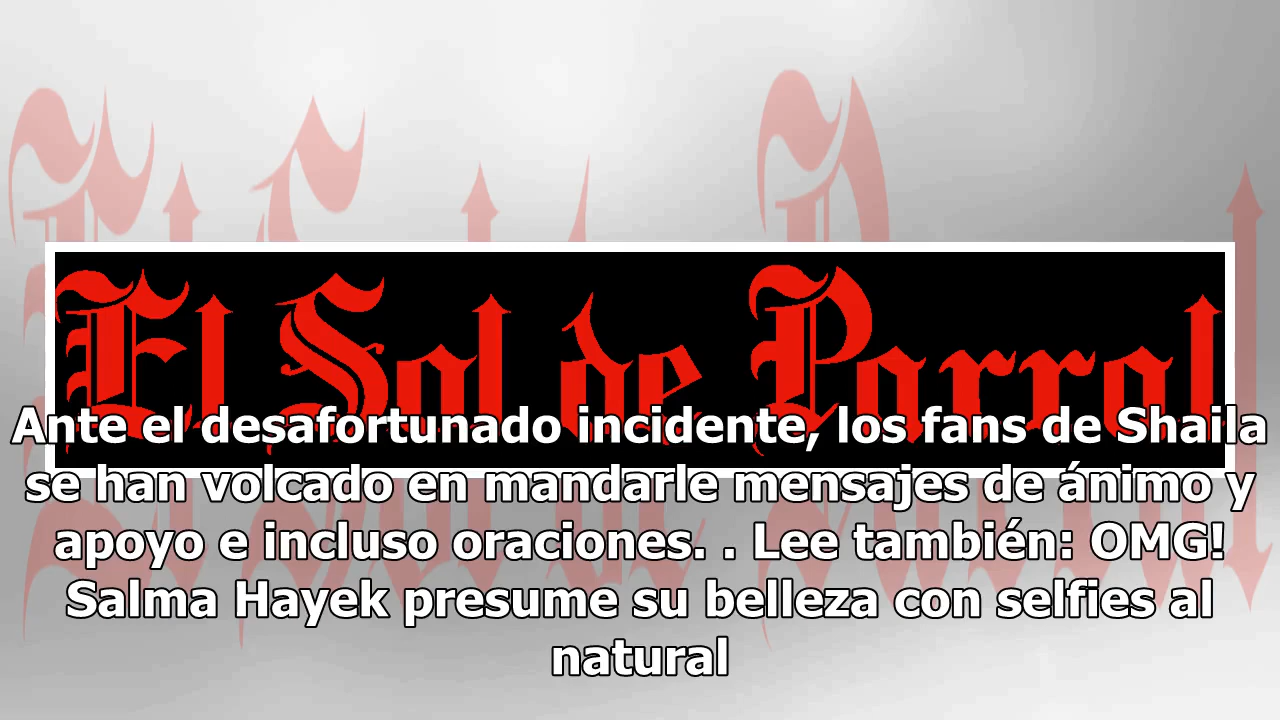 El Sol de Parral
Ante el desafortunado incidente, los fans de Shaila
se han volcado en mandarle mensajes de ánimo y
apoyo e incluso oraciones. . Lee también: OMG!
Salma Hayek presume su belleza con selfies al
natural